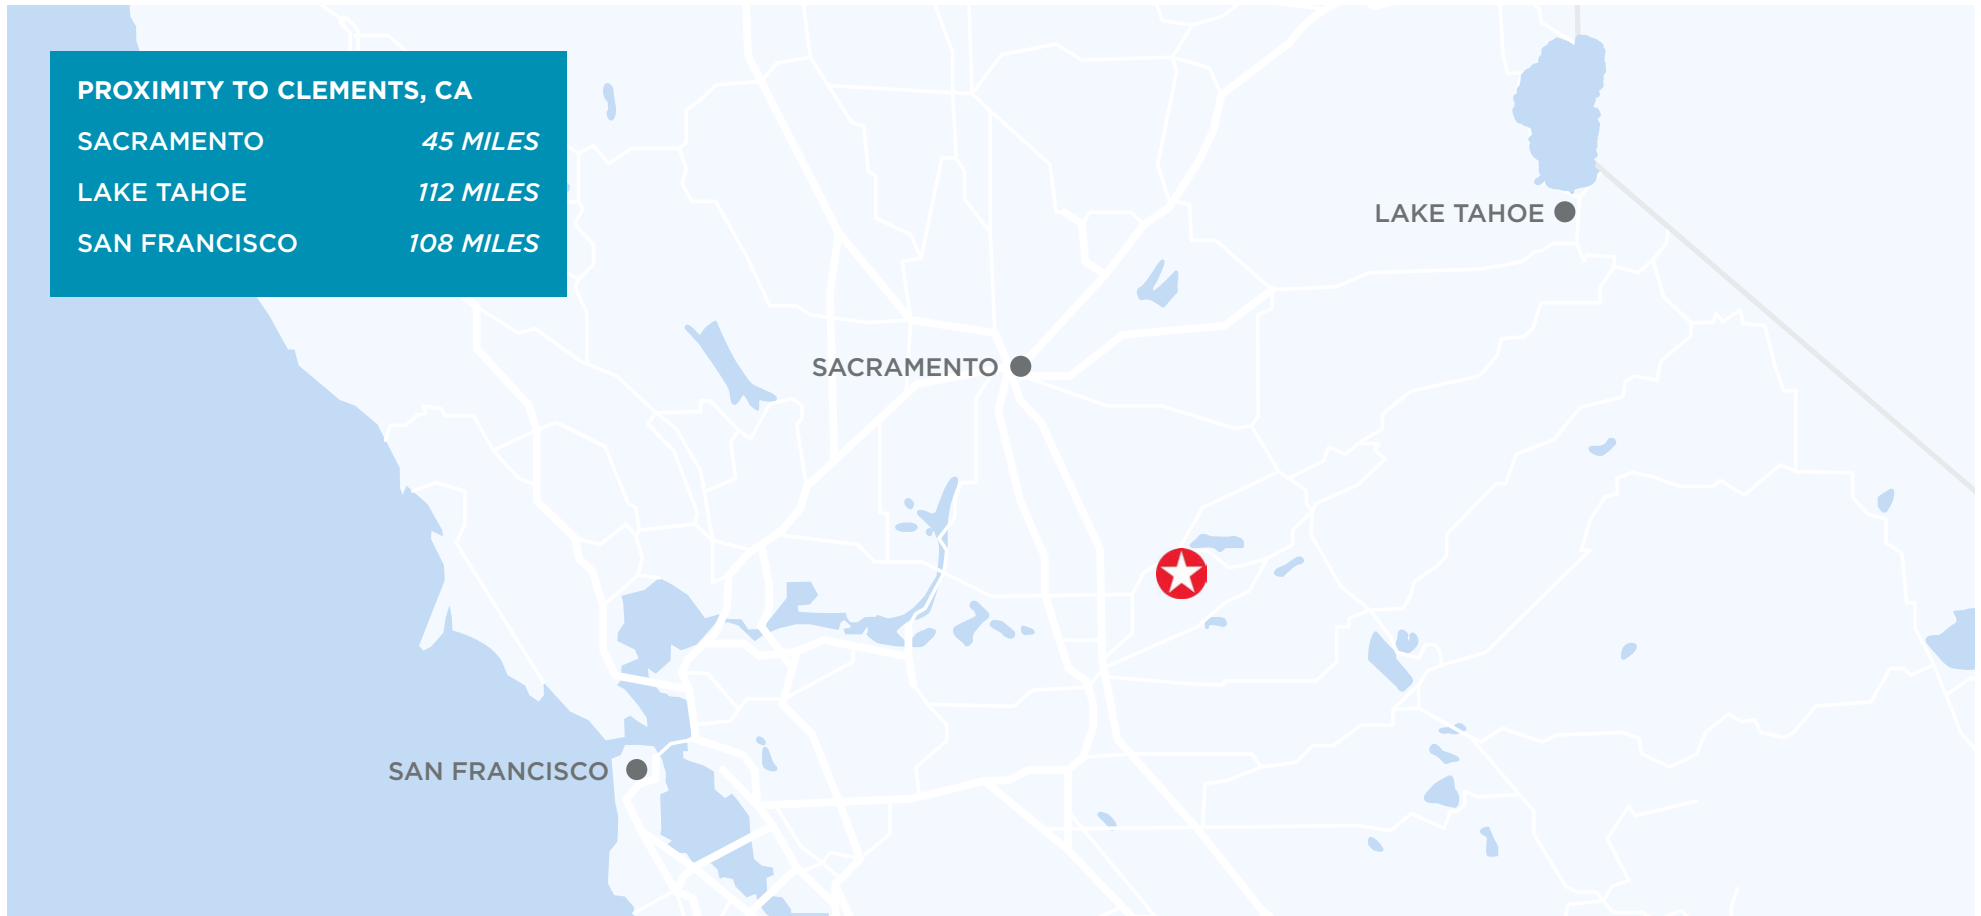 PROXIMITY TO CLEMENTS, CA
SACRAMENTO 45 MILES
LAKE TAHOE 112 MILES
SAN FRANCISCO 108 MILES
LAKE TAHOE
SACRAMENTO
SAN FRANCISCO